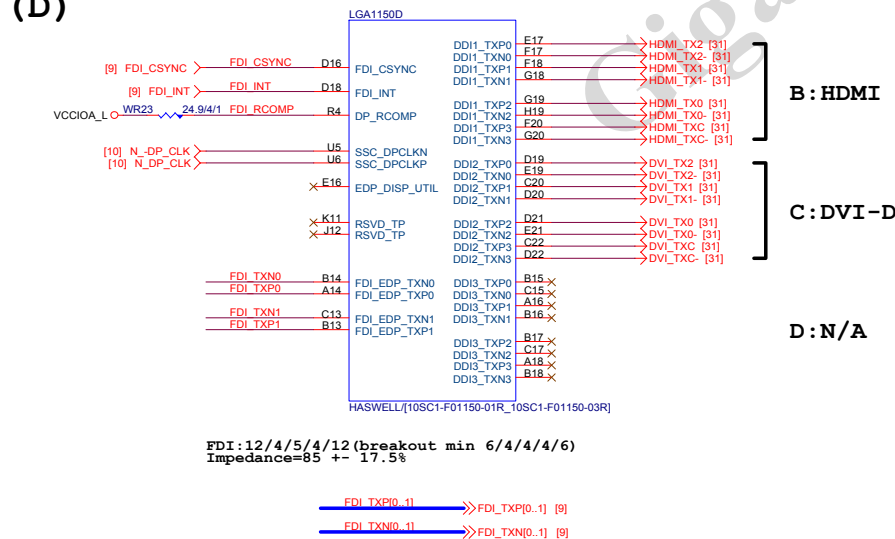 (D)
LGA1150D
[9] FDI_CSYNC FDI_CSYNC D16 FDI_CSYNC
[9] FDI_INT FDI_INT D18 FDI_INT
VCCIOA_L WR23 24.9/4/1 FDI_RCOMP R4 DP_RCOMP
[10] N_-DP_CLK U5 SSC_DPCLKN
[10] N_DP_CLK U6 SSC_DPCLKP
E16 EDP_DISP_UTIL
K11 RSVD_TP
J12 RSVD_TP
FDI_TXN0 B14 FDI_EDP_TXN0
FDI_TXP0 A14 FDI_EDP_TXP0
FDI_TXN1 C13 FDI_EDP_TXN1
FDI_TXP1 B13 FDI_EDP_TXP1
DDI1_TXP0 E17 HDMI_TX2 [31]
DDI1_TXN0 F17 HDMI_TX2- [31]
DDI1_TXP1 F18 HDMI_TX1 [31]
DDI1_TXN1 G18 HDMI_TX1- [31]
DDI1_TXP2 G19 HDMI_TX0 [31]
DDI1_TXN2 H19 HDMI_TX0- [31]
DDI1_TXP3 F20 HDMI_TXC [31]
DDI1_TXN3 G20 HDMI_TXC- [31]
B:HDMI
DDI2_TXP0 D19 DVI_TX2 [31]
DDI2_TXN0 E19 DVI_TX2- [31]
DDI2_TXP1 C20 DVI_TX1 [31]
DDI2_TXN1 D20 DVI_TX1- [31]
DDI2_TXP2 D21 DVI_TX0 [31]
DDI2_TXN2 E21 DVI_TX0- [31]
DDI2_TXP3 C22 DVI_TXC [31]
DDI2_TXN3 D22 DVI_TXC- [31]
C:DVI-D
DDI3_TXP0 B15
DDI3_TXN0 C15
DDI3_TXP1 A16
DDI3_TXN1 B16
DDI3_TXP2 B17
DDI3_TXN2 C17
DDI3_TXP3 A18
DDI3_TXN3 B18
D:N/A
HASWELL/[10SC1-F01150-01R_10SC1-F01150-03R]
FDI:12/4/5/4/12(breakout min 6/4/4/4/6)
Impedance=85 +- 17.5%
FDI_TXP[0..1] FDI_TXP[0..1] [9]
FDI_TXN[0..1] FDI_TXN[0..1] [9]
Giga